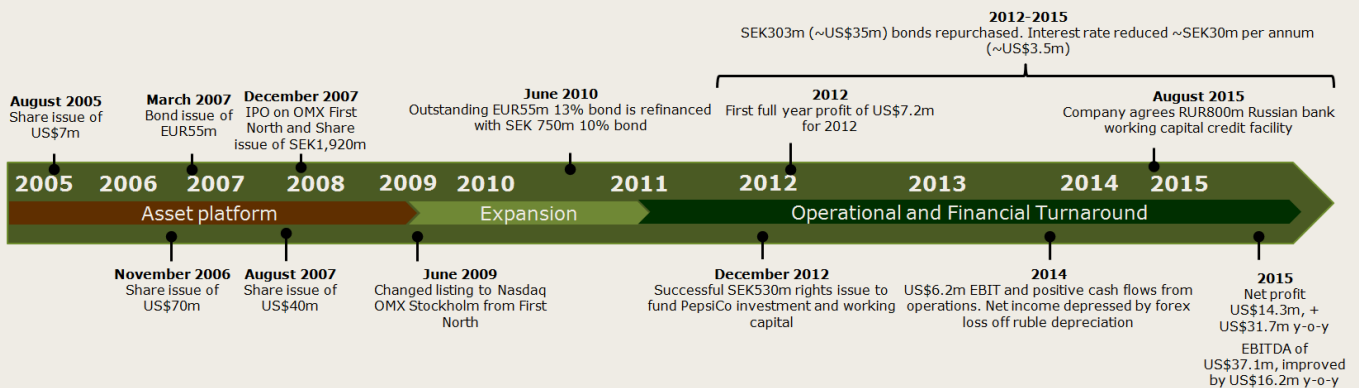 2012-2015
SEK303m (~US$35m) bonds repurchased. Interest rate reduced ~SEK30m per annum
(~US$3.5m)
August 2005
Share issue of
US$7m
March 2007
Bond issue of
EUR55m
December 2007
IPO on OMX First
North and Share
issue of SEK1,920m
June 2010
Outstanding EUR55m 13% bond is refinanced
with SEK 750m 10% bond
2012
First full year profit of US$7.2m
for 2012
August 2015
Company agrees RUR800m Russian bank
working capital credit facility
2005 2006 2007 2008 2009 2010 2011 2012 2013 2014 2015
Asset platform
Expansion
Operational and Financial Turnaround
November 2006
Share issue of
US$70m
August 2007
Share issue of
US$40m
June 2009
Changed listing to Nasdaq
OMX Stockholm from First
North
December 2012
Successful SEK530m rights issue to
fund PepsiCo investment and working
capital
2014
US$6.2m EBIT and positive cash flows from
operations. Net income depressed by forex
loss off ruble depreciation
2015
Net profit
US$14.3m, +
US$31.7m y-o-y
EBITDA of
US$37.1m, improved
by US$16.2m y-o-y